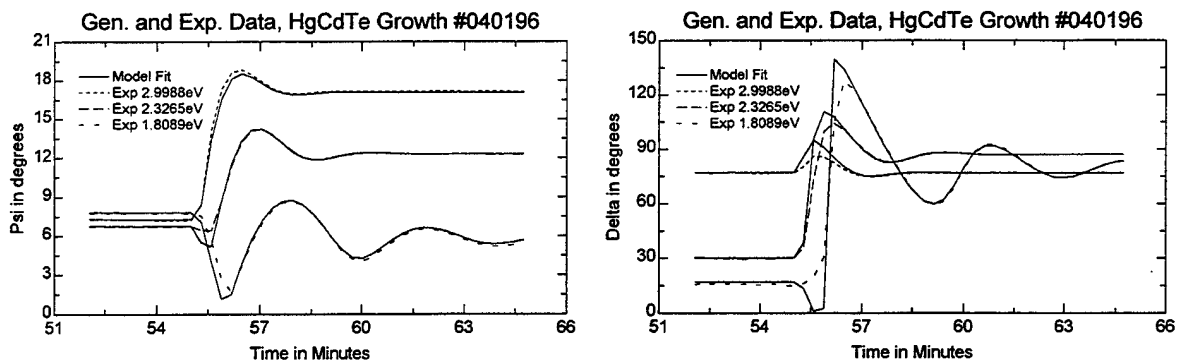 Gen. and Exp. Data, HgCdTe Growth #040196
21
18
15
12
9
6
3
0
Psi in degrees
Model Fit
Exp 2.9988eV
Exp 2.3265eV
Exp 1.8089eV
51 54 57 60 63 66
Time in Minutes
Gen. and Exp. Data, HgCdTe Growth #040196
150
120
90
60
30
0
Delta in degrees
Model Fit
Exp 2.9988eV
Exp 2.3265eV
Exp 1.8089eV
51 54 57 60 63 66
Time in Minutes